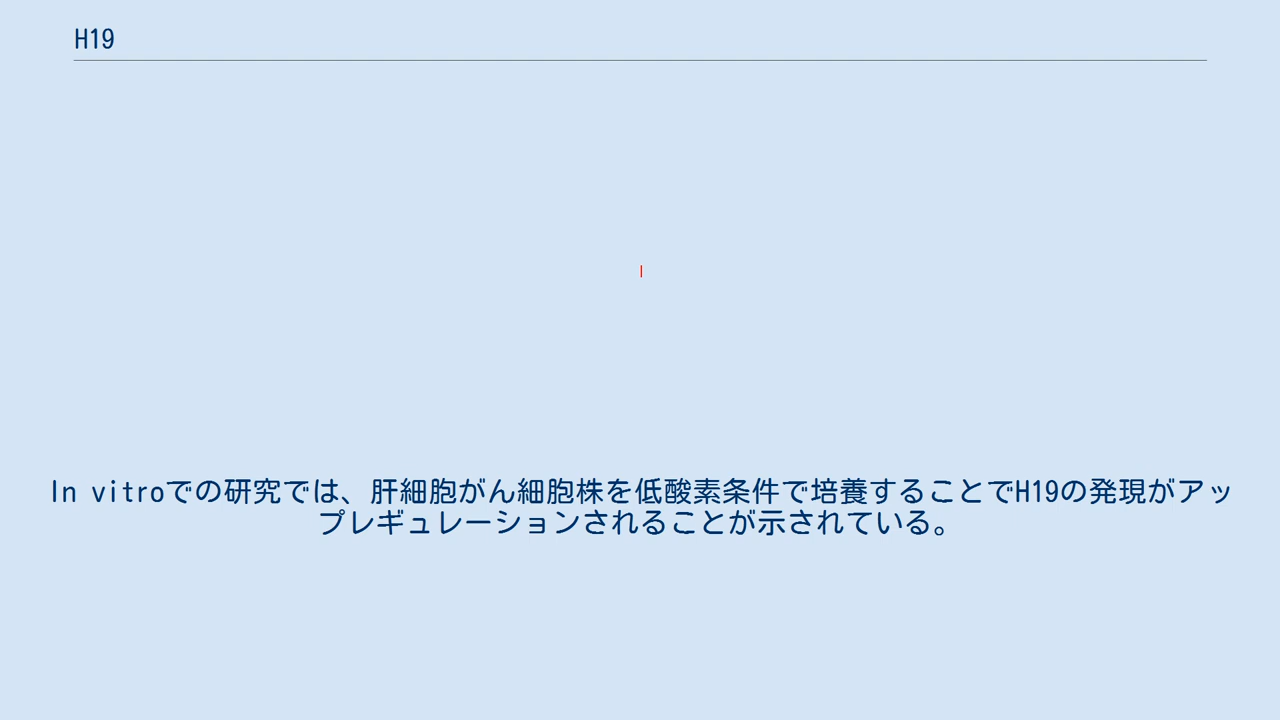 H19
In vitroでの研究では、肝細胞がん細胞株を低酸素条件で培養することでH19の発現がアッ
プレギュレーションされることが示されている。